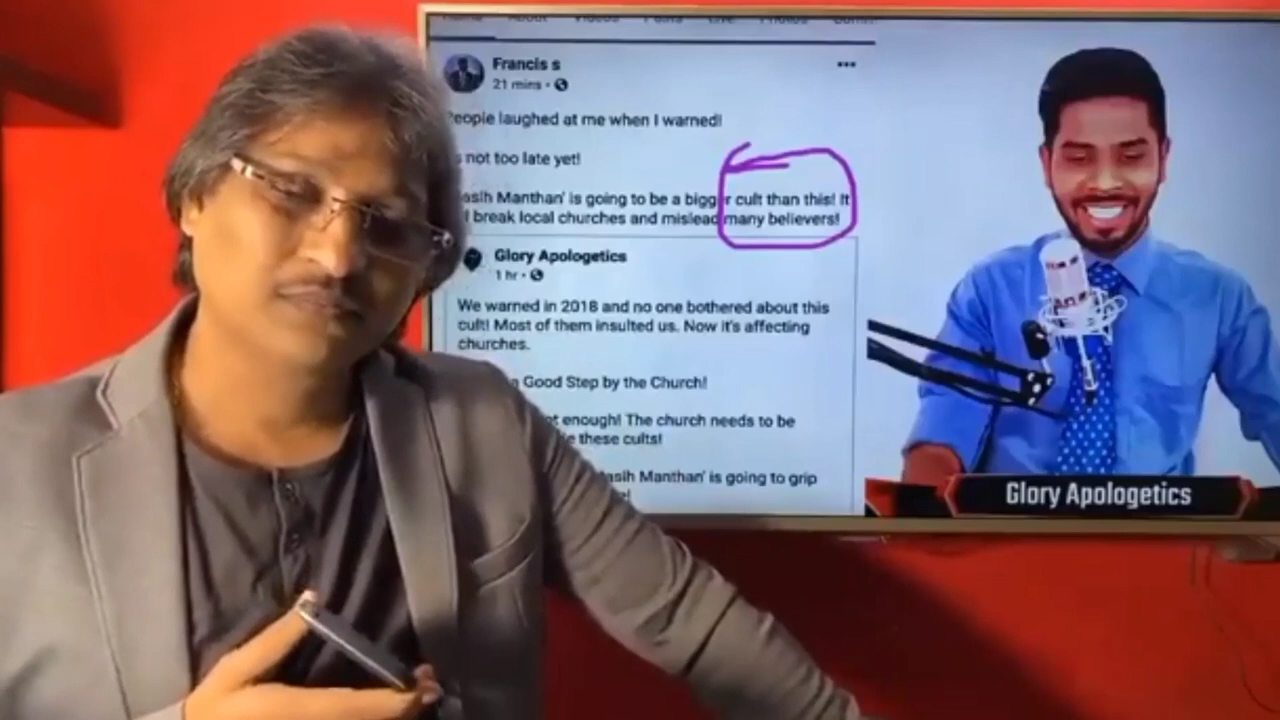 Francis s
21 mins
People laughed at me when I warned!
not too late yet!
Manthan' is going to be a bigger cult than this! It
break local churches and mislead many believers!
Glory Apologetics
1 hr
We warned in 2018 and no one bothered about this
cult! Most of them insulted us. Now it's affecting
churches.
Good Step by the Church!
enough! The church needs to be
these cults!
Manthan' is going to grip
Glory Apologetics